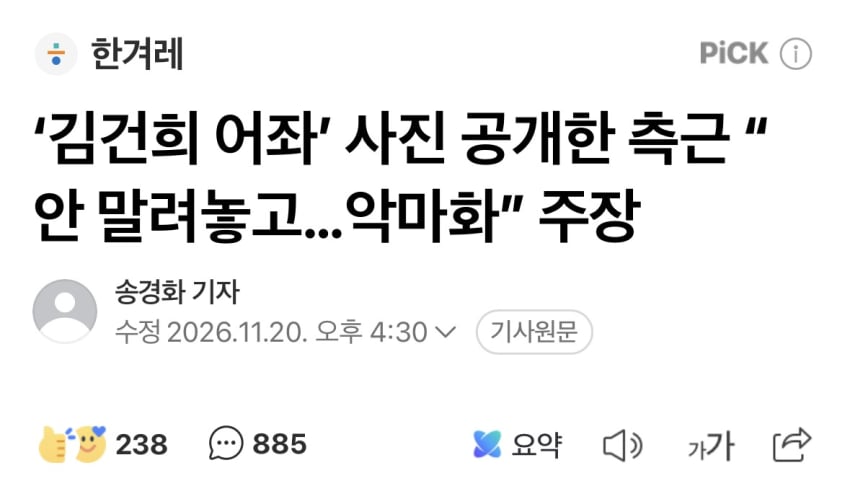 한겨레
PiCK
‘김건희 어좌’ 사진 공개한 측근 “
안 말려놓고...악마화” 주장
송경화 기자
수정 2026.11.20. 오후 4:30
기사원문
238
885
요약
가가